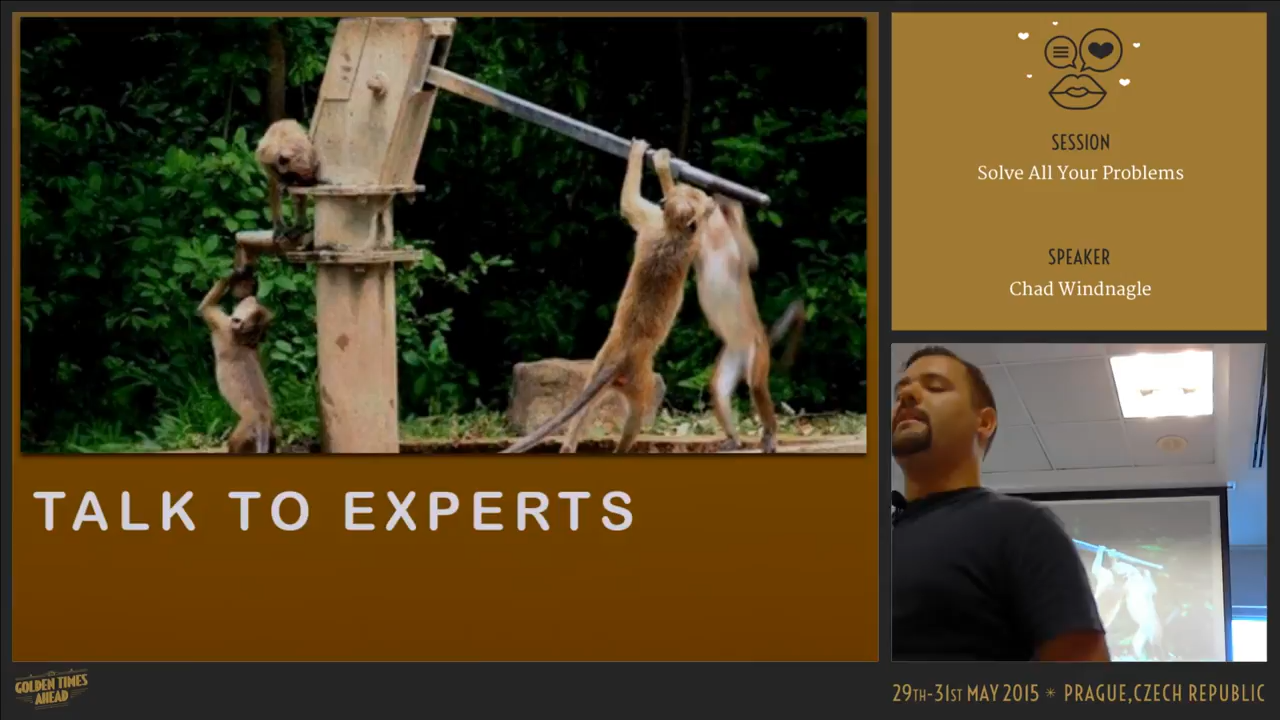 TALK TO EXPERTS
SESSION
Solve All Your Problems
SPEAKER
Chad Windnagle
GOLDEN TIMES
AHEAD
29TH-31ST MAY 2015 * PRAGUE, CZECH REPUBLIC